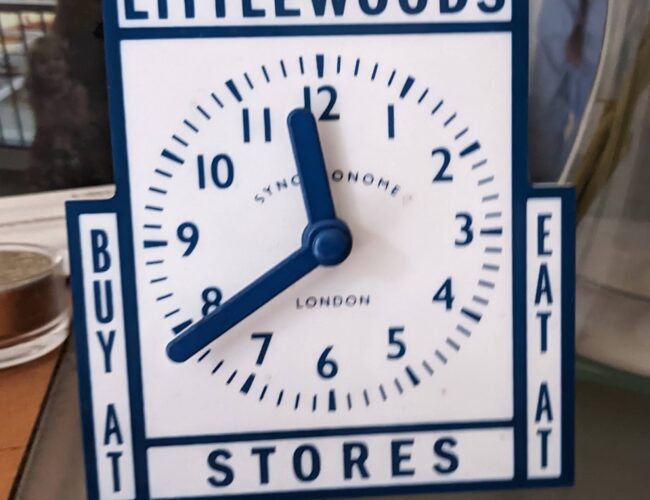 LITTLEWOODS
12
11 1
10 2
SYNCHRONOME
9 3
LONDON
8 4
7 5
6
BUY AT
EAT AT
STORES